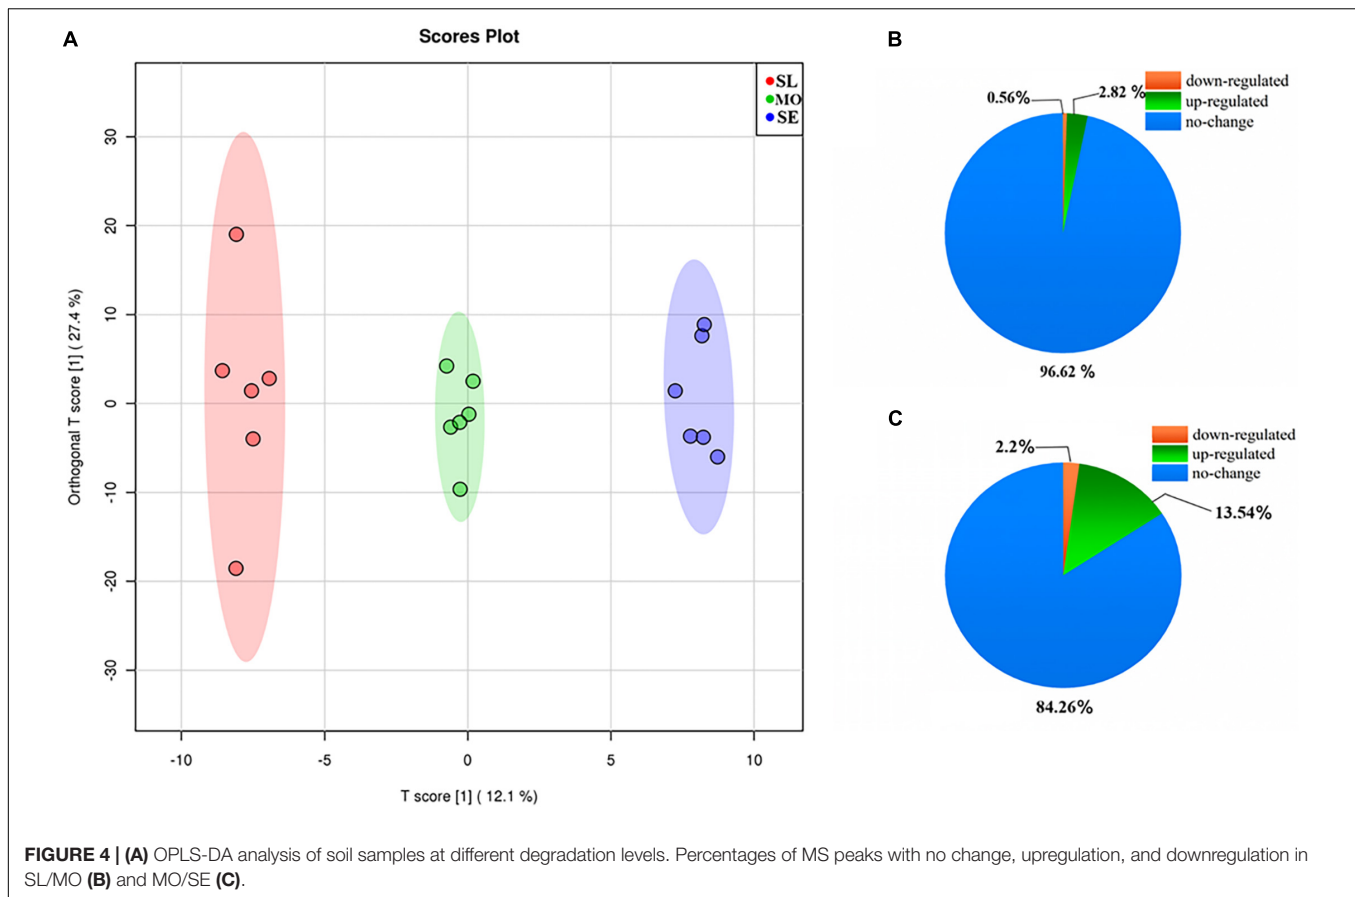 A
Scores Plot
SL
MO
SE
30
20
10
0
-10
-20
-30
Orthogonal T score [1] ( 27.4 %)
-10 -5 0 5 10
T score [1] ( 12.1 %)
B
0.56%
2.82 %
down-regulated
up-regulated
no-change
96.62 %
C
2.2%
down-regulated
up-regulated
no-change
13.54%
84.26%
FIGURE 4 | (A) OPLS-DA analysis of soil samples at different degradation levels. Percentages of MS peaks with no change, upregulation, and downregulation in
SL/MO (B) and MO/SE (C).